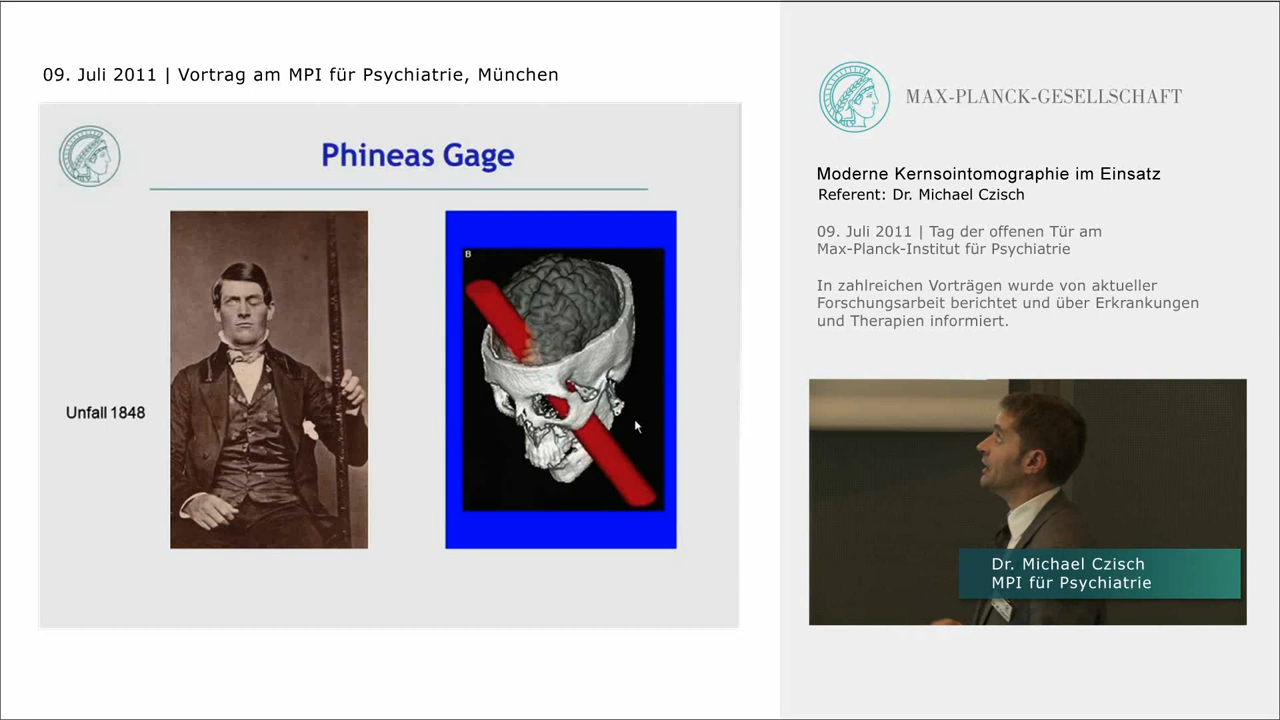 09. Juli 2011 | Vortrag am MPI für Psychiatrie, München
Phineas Gage
Unfall 1848
B
MAX-PLANCK-GESELLSCHAFT
Moderne Kernsointomographie im Einsatz
Referent: Dr. Michael Czisch
09. Juli 2011 | Tag der offenen Tür am
Max-Planck-Institut für Psychiatrie
In zahlreichen Vorträgen wurde von aktueller
Forschungsarbeit berichtet und über Erkrankungen
und Therapien informiert.
Dr. Michael Czisch
MPI für Psychiatrie